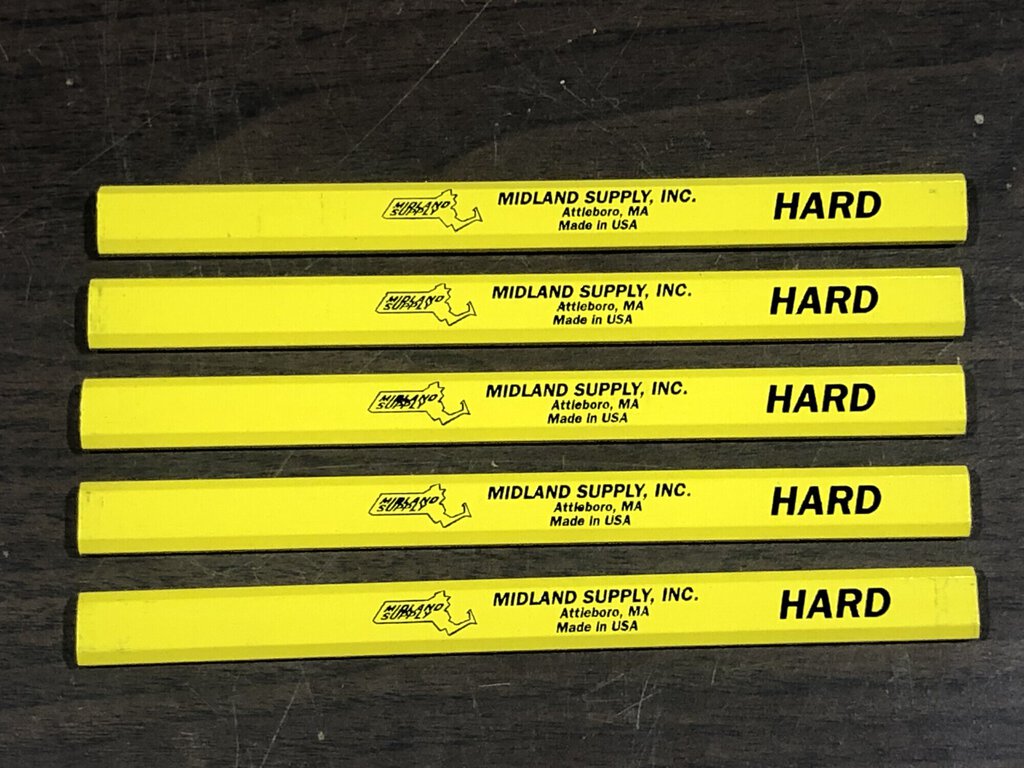 MIDLAND
SUPPLY
MIDLAND SUPPLY, INC.
Attleboro, MA
Made in USA
HARD
MIDLAND
SUPPLY
MIDLAND SUPPLY, INC.
Attleboro, MA
Made in USA
HARD
MIDLAND
SUPPLY
MIDLAND SUPPLY, INC.
Attleboro, MA
Made in USA
HARD
MIDLAND
SUPPLY
MIDLAND SUPPLY, INC.
Attleboro, MA
Made in USA
HARD
MIDLAND
SUPPLY
MIDLAND SUPPLY, INC.
Attleboro, MA
Made in USA
HARD